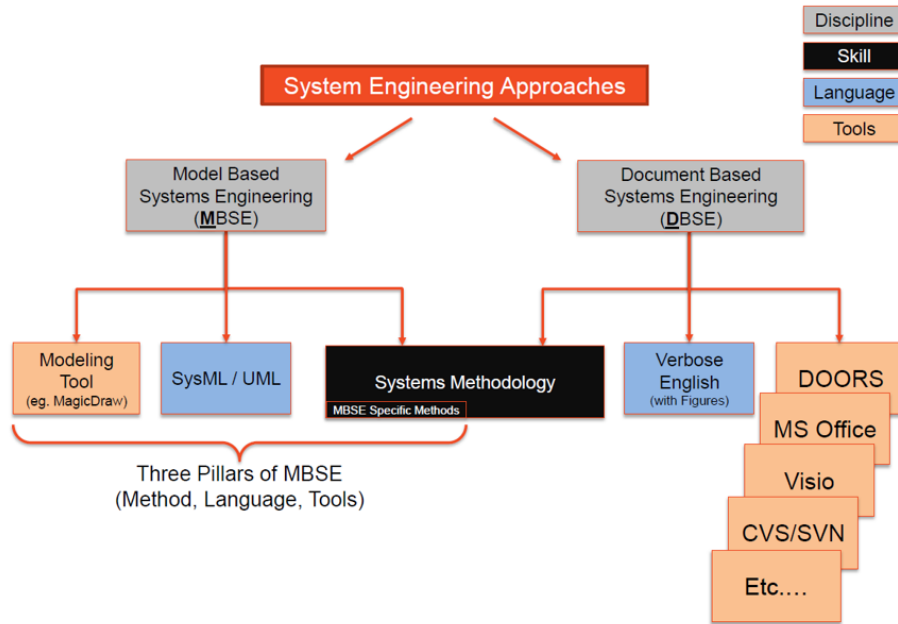 Discipline
Skill
Language
Tools
System Engineering Approaches
Model Based
Systems Engineering
(MBSE)
Document Based
Systems Engineering
(DBSE)
Modeling
Tool
(eg. MagicDraw)
SysML / UML
Systems Methodology
MBSE Specific Methods
Verbose
English
(with Figures)
DOORS
MS Office
Visio
CVS/SVN
Etc....
Three Pillars of MBSE
(Method, Language, Tools)